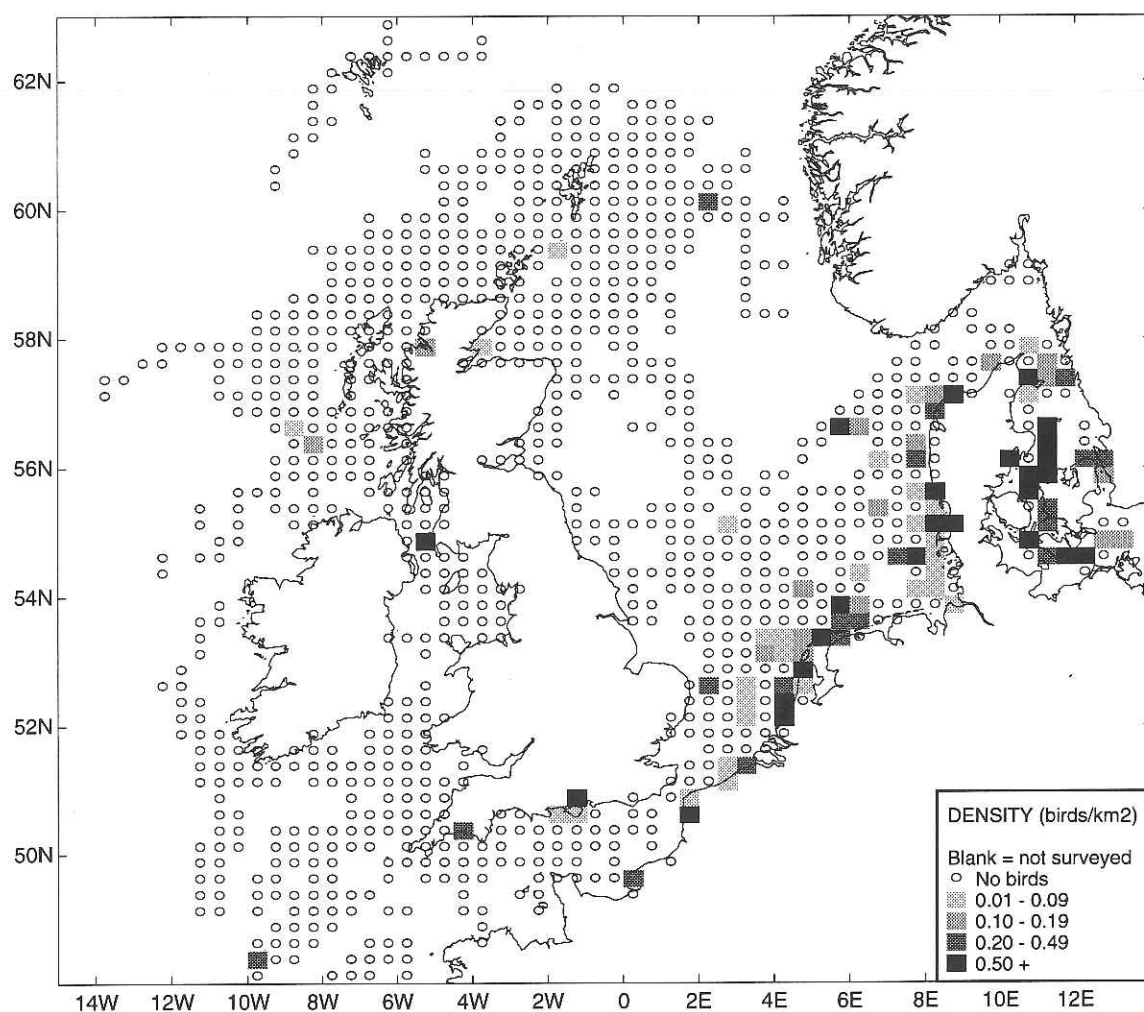 62N
60N
58N
56N
54N
52N
50N
14W 12W 10W 8W 6W 4W 2W 0 2E 4E 6E 8E 10E 12E
DENSITY (birds/km2)
Blank = not surveyed
No birds
0.01 - 0.09
0.10 - 0.19
0.20 - 0.49
0.50 +